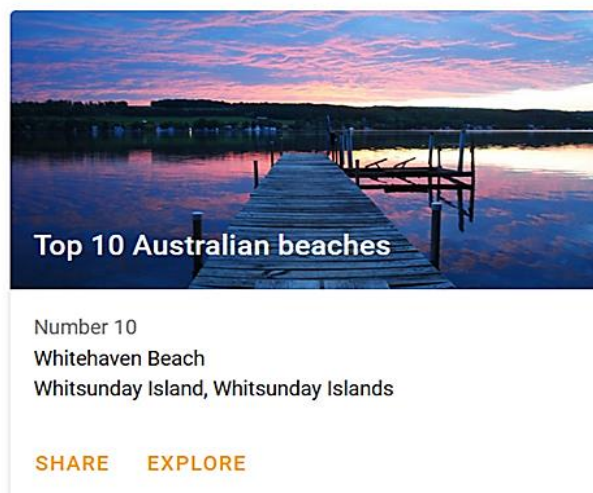 Top 10 Australian beaches
Number 10
Whitehaven Beach
Whitsunday Island, Whitsunday Islands
SHARE EXPLORE